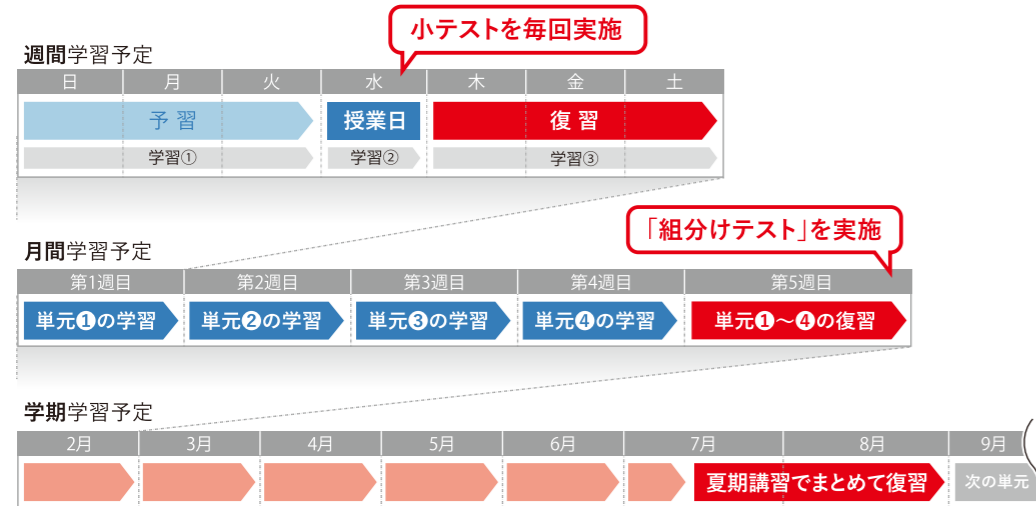 小テストを毎回実施
週間学習予定
日 月 火 水 木 金 土
予習 授業日 復習
学習① 学習② 学習③
「組分けテスト」を実施
月間学習予定
第1週目 第2週目 第3週目 第4週目 第5週目
単元❶の学習 単元❷の学習 単元❸の学習 単元❹の学習 単元❶〜❹の復習
学期学習予定
2月 3月 4月 5月 6月 7月 8月 9月
夏期講習でまとめて復習 次の単元